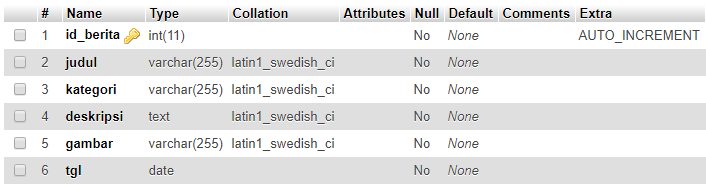 # Name Type Collation Attributes Null Default Comments Extra
1 id_berita int(11) No None AUTO_INCREMENT
2 judul varchar(255) latin1_swedish_ci No None
3 kategori varchar(255) latin1_swedish_ci No None
4 deskripsi text latin1_swedish_ci No None
5 gambar varchar(255) latin1_swedish_ci No None
6 tgl date No None